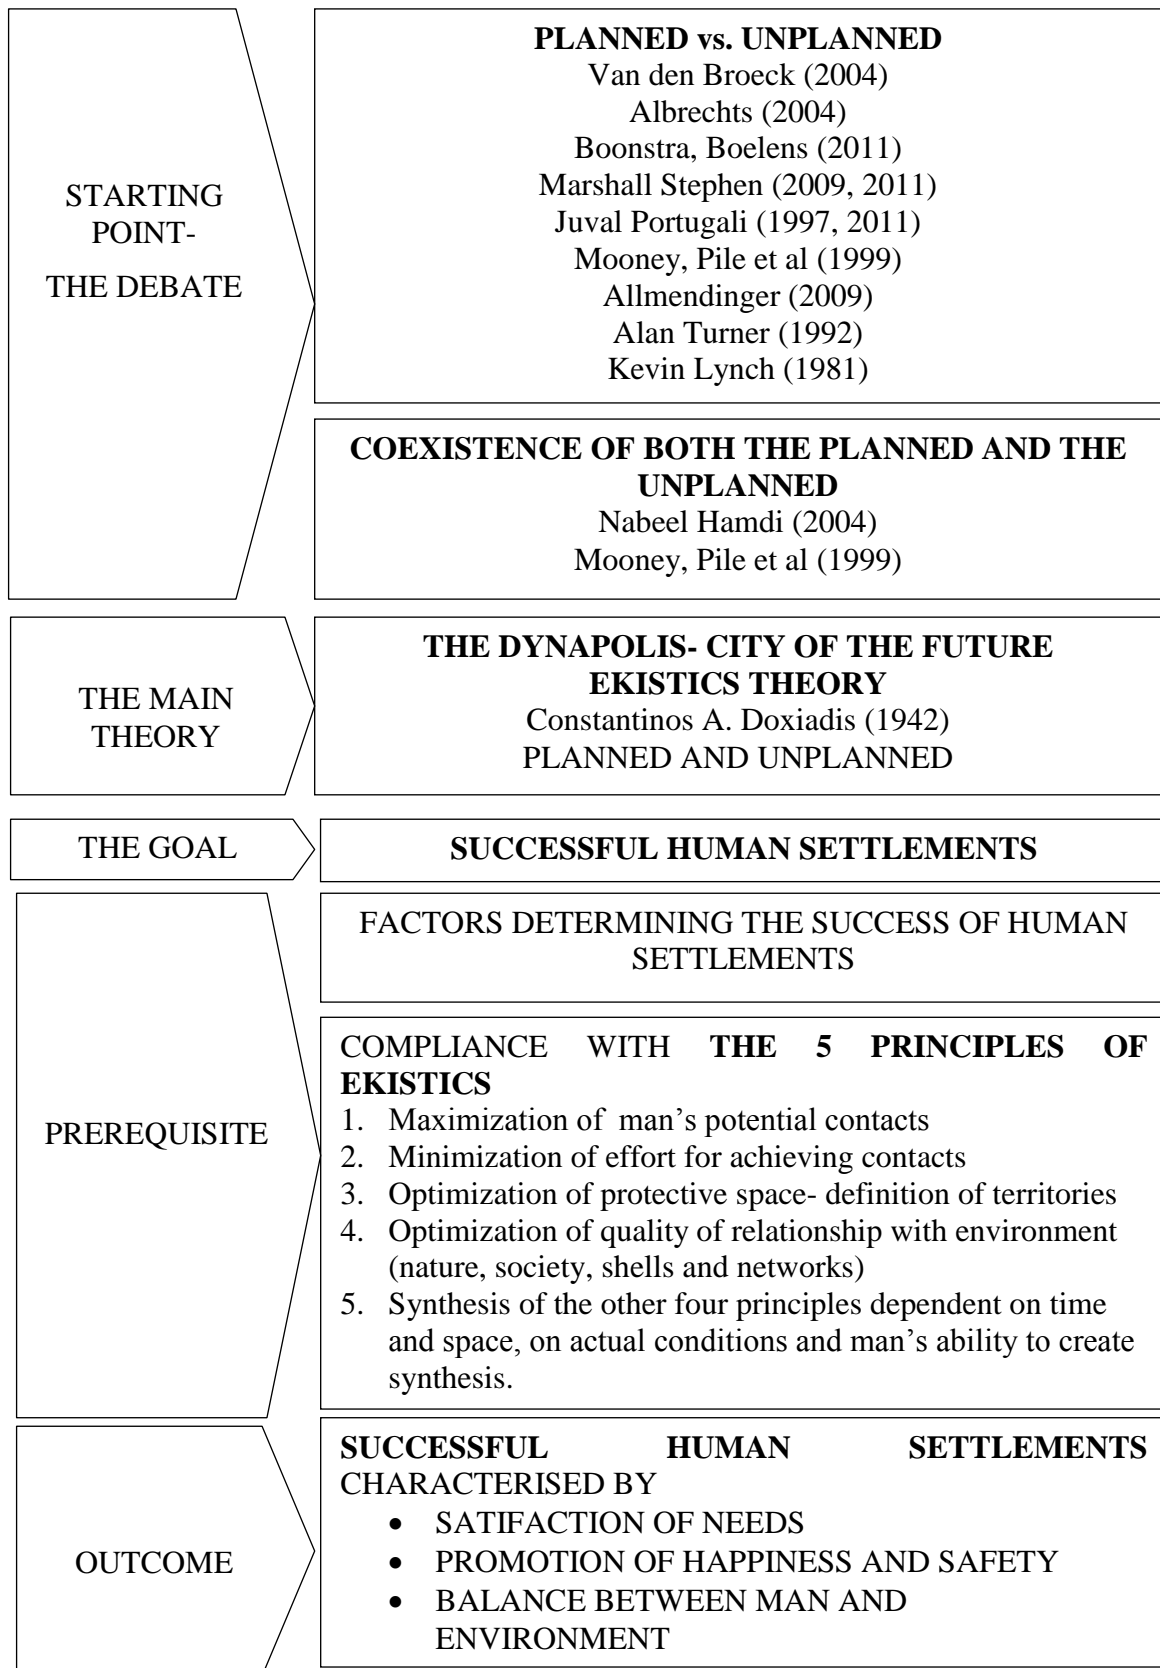 STARTING
POINT-
THE DEBATE
PLANNED vs. UNPLANNED
Van den Broeck (2004)
Albrechts (2004)
Boonstra, Boelens (2011)
Marshall Stephen (2009, 2011)
Juval Portugali (1997, 2011)
Mooney, Pile et al (1999)
Allmendinger (2009)
Alan Turner (1992)
Kevin Lynch (1981)
COEXISTENCE OF BOTH THE PLANNED AND THE
UNPLANNED
Nabeel Hamdi (2004)
Mooney, Pile et al (1999)
THE MAIN
THEORY
THE DYNAPOLIS- CITY OF THE FUTURE
EKISTICS THEORY
Constantinos A. Doxiadis (1942)
PLANNED AND UNPLANNED
THE GOAL
SUCCESSFUL HUMAN SETTLEMENTS
PREREQUISITE
FACTORS DETERMINING THE SUCCESS OF HUMAN
SETTLEMENTS
COMPLIANCE WITH THE 5 PRINCIPLES OF
EKISTICS
1. Maximization of man's potential contacts
2. Minimization of effort for achieving contacts
3. Optimization of protective space- definition of territories
4. Optimization of quality of relationship with environment
(nature, society, shells and networks)
5. Synthesis of the other four principles dependent on time
and space, on actual conditions and man's ability to create
synthesis.
OUTCOME
SUCCESSFUL HUMAN SETTLEMENTS
CHARACTERISED BY
• SATIFACTION OF NEEDS
• PROMOTION OF HAPPINESS AND SAFETY
• BALANCE BETWEEN MAN AND
ENVIRONMENT